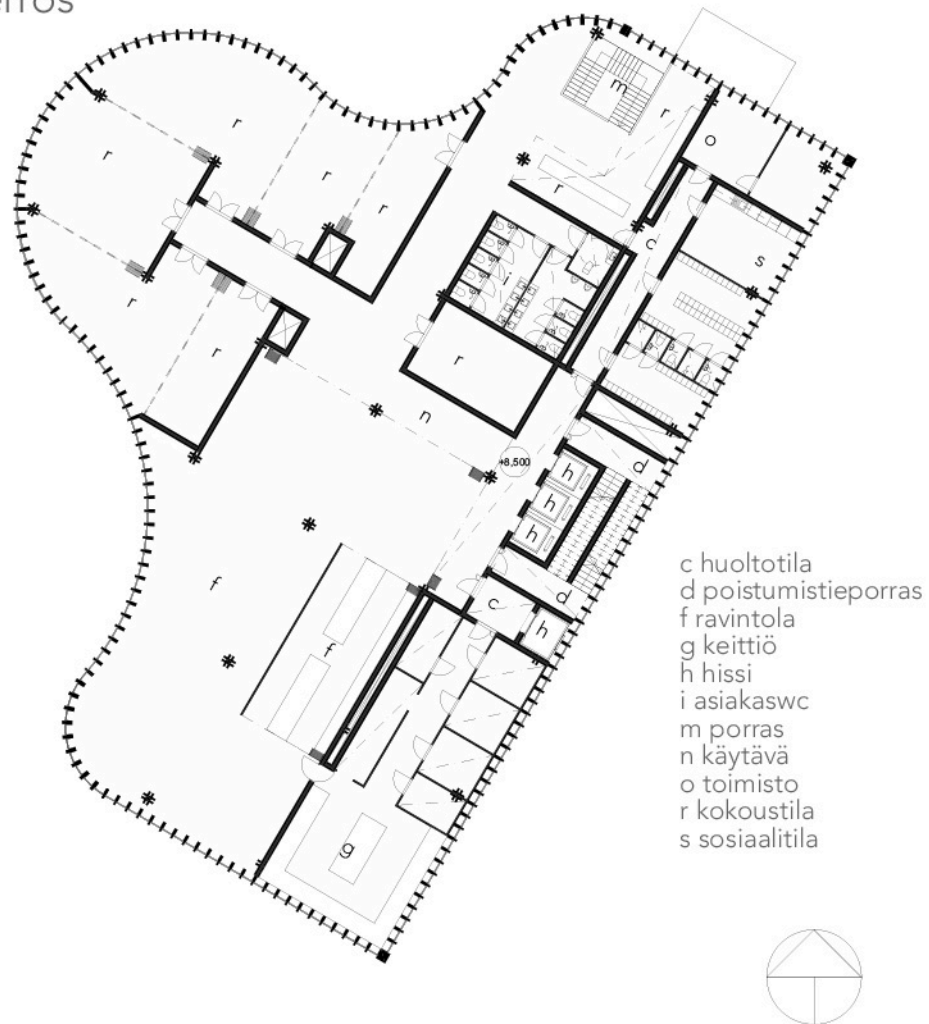 m
r
o
r
r
r
r
r
c
s
i
r
r
r
n
+8,500
h
d
h
h
f
c
d
h
f
g
c huoltotila
d poistumistieporras
f ravintola
g keittiö
h hissi
i asiakaswc
m porras
n käytävä
o toimisto
r kokoustila
s sosiaalitila